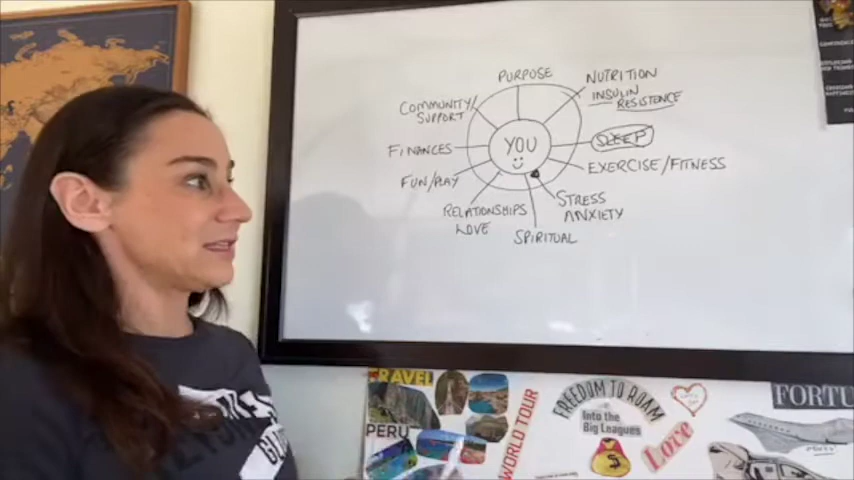 PURPOSE
NUTRITION
INSULIN
RESISTENCE
COMMUNITY/
SUPPORT
SLEEP
FINANCES
YOU
EXERCISE/FITNESS
FUN/PLAY
STRESS
ANXIETY
RELATIONSHIPS
LOVE
SPIRITUAL
TRAVEL
PERU
WORLD TOUR
FREEDOM TO ROAM
Into the
Big Leagues
Love
FORTU